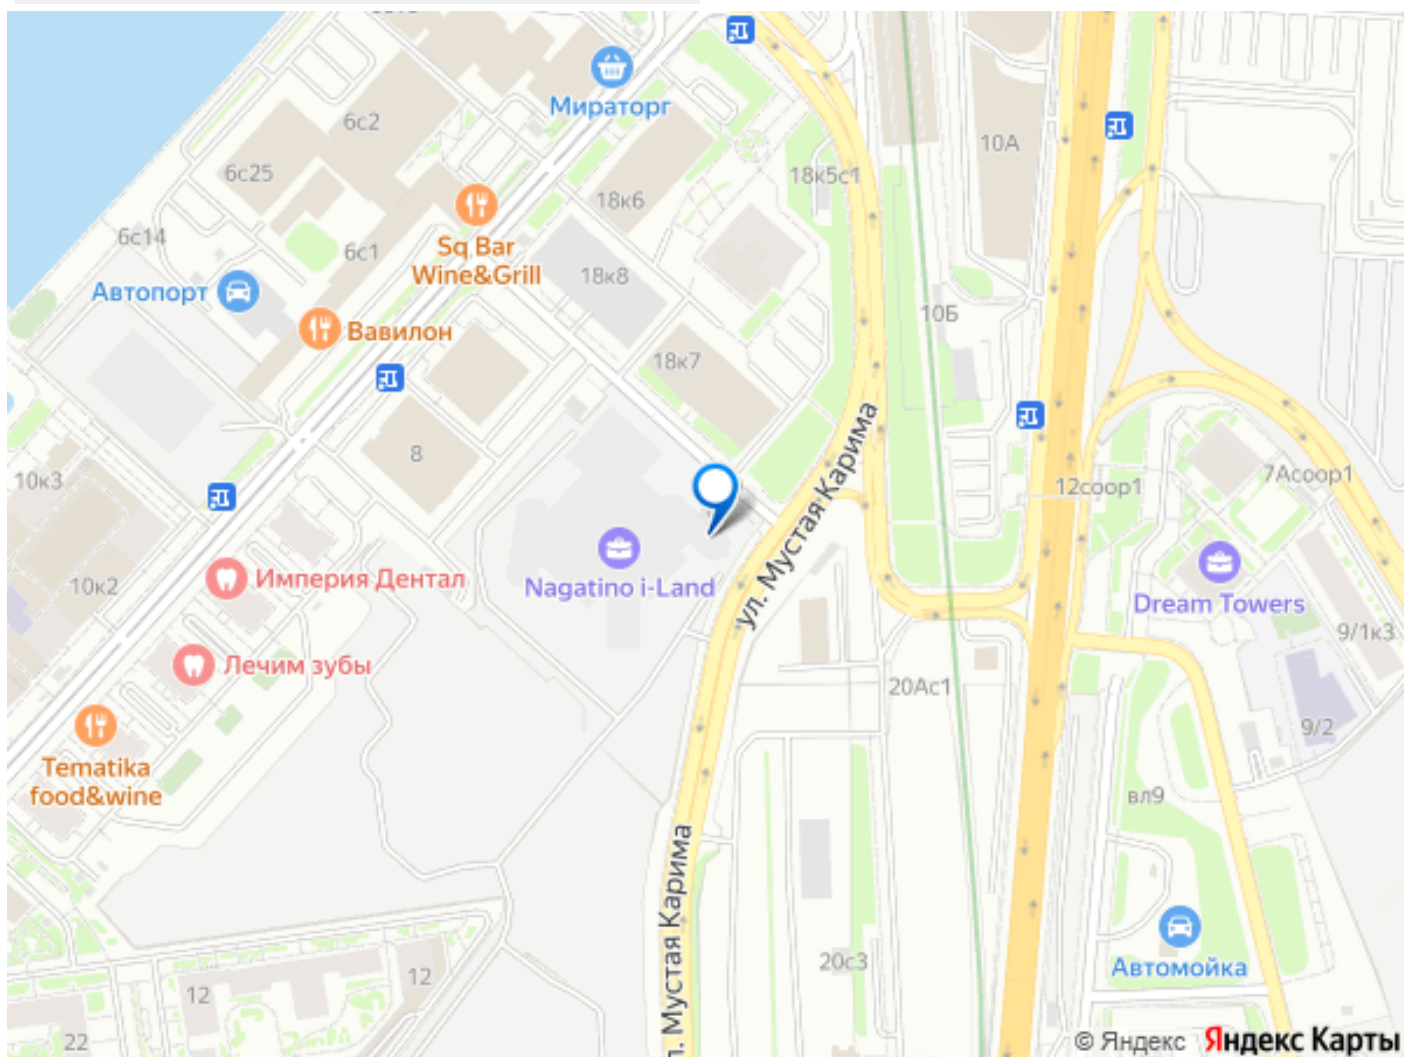 Мираторг
6с2
10А
6с25
18к5с1
18к6
Sq Bar
Wine&Grill
6с14
6с1
18к8
Автопорт
10Б
Вавилон
18к7
ул. Мустая Карима
8
10к3
7Асоор1
12соор1
Империя Дентал
10к2
Nagatino i-Land
Dream Towers
9/1к3
Лечим зубы
20Ас1
9/2
Tematika
food&wine
вл9
л. Мустая Карима
20с3
Автомойка
12
12
22
© Яндекс Яндекс Карты